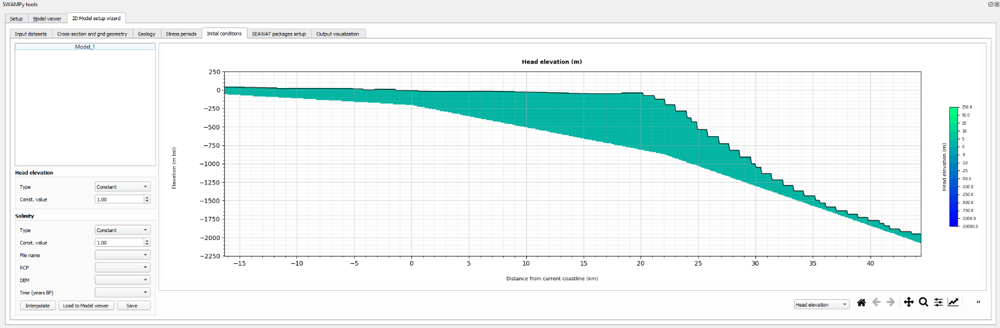 SWAMPy tools
Setup
Model viewer
2D Model setup wizard
Input datasets
Cross-section and grid geometry
Geology
Stress periods
Initial conditions
SEAWAT packages setup
Output visualization
Model_1
Head elevation
Type
Constant
Const. value
1.00
Salinity
Type
Constant
Const. value
1.00
File name
RCP
DEM
Time (years BP)
Interpolate
Load to Model viewer
Save
Head elevation (m)
Elavation (m bsl)
250
0
−250
−500
−750
−1000
−1250
−1500
−1750
−2000
−2250
−15
−10
−5
0
5
10
15
20
25
30
35
40
Distance from current coastline (km)
Head elevation (m)
250.0
50.0
25
10
5
0
-5
-10
-25
-50.0
-100.0
-250.0
-500.0
-750.0
-1000.0
-10000.0
Head elevation
»